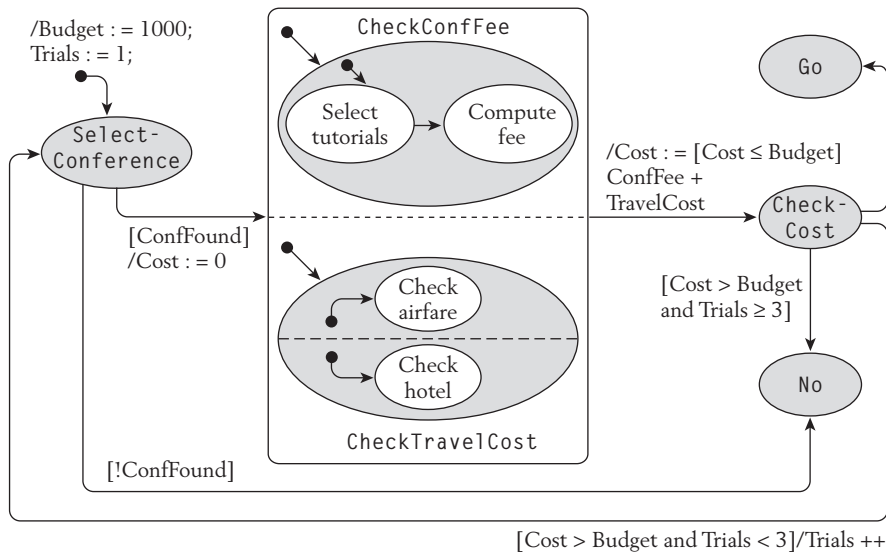 /Budget : = 1000;
Trials : = 1;
CheckConfFee
Go
Select-
Conference
Select
tutorials
Compute
fee
/Cost : = [Cost ≤ Budget]
ConfFee +
TravelCost
Check-
Cost
[ConfFound]
/Cost : = 0
Check
airfare
[Cost > Budget
and Trials ≥ 3]
Check
hotel
No
CheckTravelCost
[!ConfFound]
[Cost > Budget and Trials < 3]/Trials ++